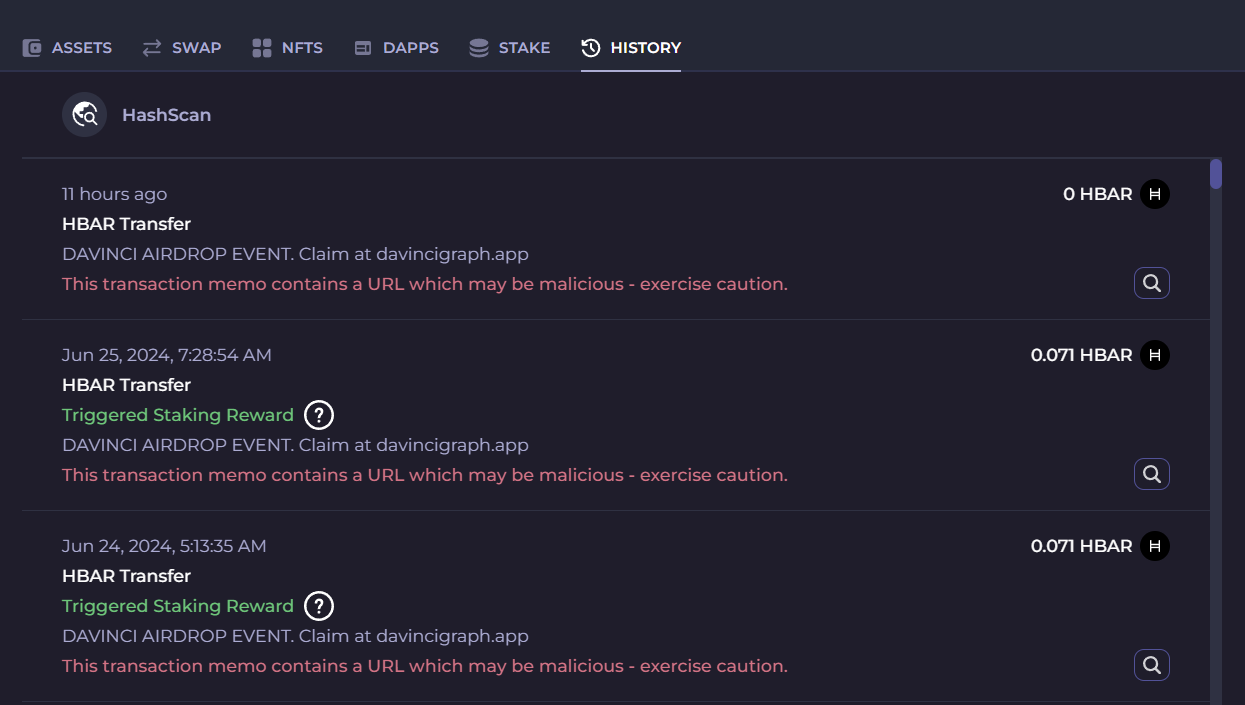 ASSETS SWAP NFTS DAPPS STAKE HISTORY
HashScan
11 hours ago 0 HBAR
HBAR Transfer
DAVINCI AIRDROP EVENT. Claim at davincigraph.app
This transaction memo contains a URL which may be malicious - exercise caution.
Jun 25, 2024, 7:28:54 AM 0.071 HBAR
HBAR Transfer
Triggered Staking Reward ?
DAVINCI AIRDROP EVENT. Claim at davincigraph.app
This transaction memo contains a URL which may be malicious - exercise caution.
Jun 24, 2024, 5:13:35 AM 0.071 HBAR
HBAR Transfer
Triggered Staking Reward ?
DAVINCI AIRDROP EVENT. Claim at davincigraph.app
This transaction memo contains a URL which may be malicious - exercise caution.